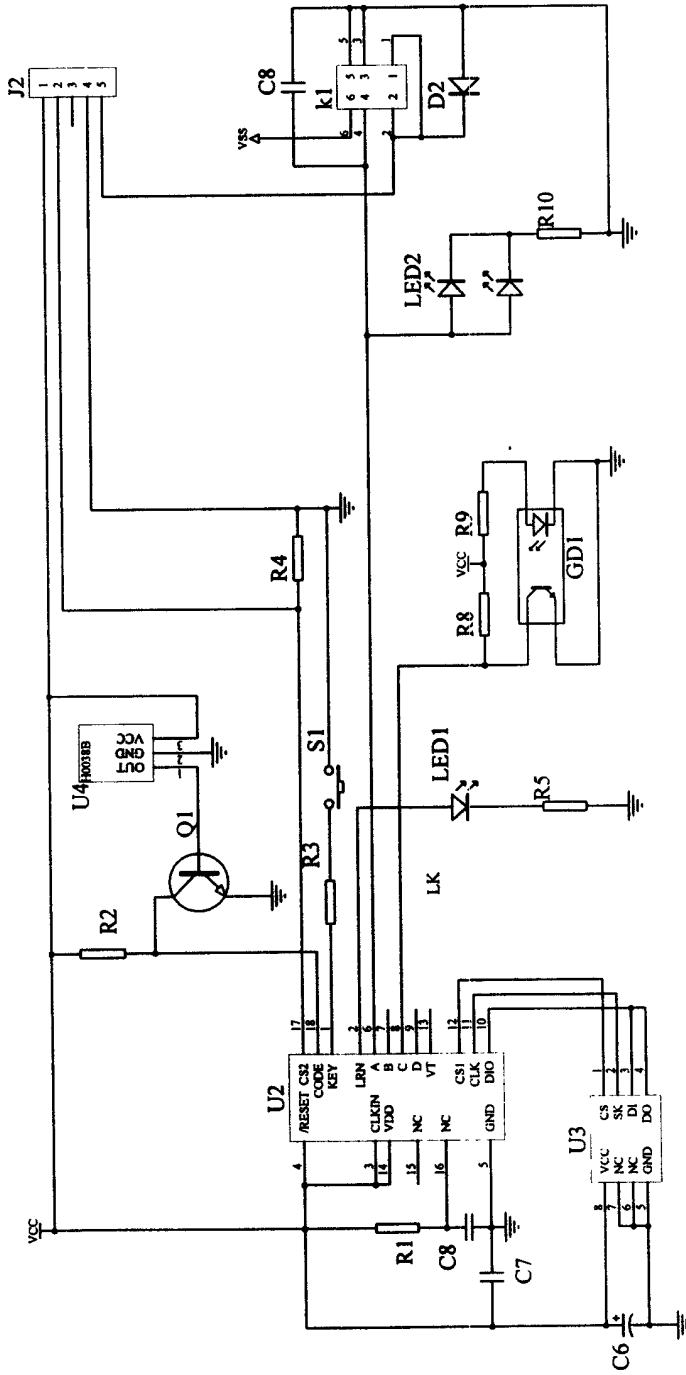 J2
1
2
3
4
5
C8
k1
VSS
6 5
4 3
2 1
6
4
2
5
3
1
D2
LED2
R10
R4
VCC
R9
R8
GD1
U4
H0038B
OUT
GND
VCC
1
2
3
Q1
S1
R3
R2
LED1
R5
LK
U2
/RESET CS2
CODE
KEY
LRN
CLKIN A
VDD B
C
NC D
VT
NC
CS1
CLK
GND DIO
17
18
1
2
6
7
8
9
13
12
11
10
4
3
14
15
16
5
VCC
R1
C8
C7
U3
VCC CS
NC SK
NC DI
GND DO
1
2
3
4
8
7
6
5
C6
+